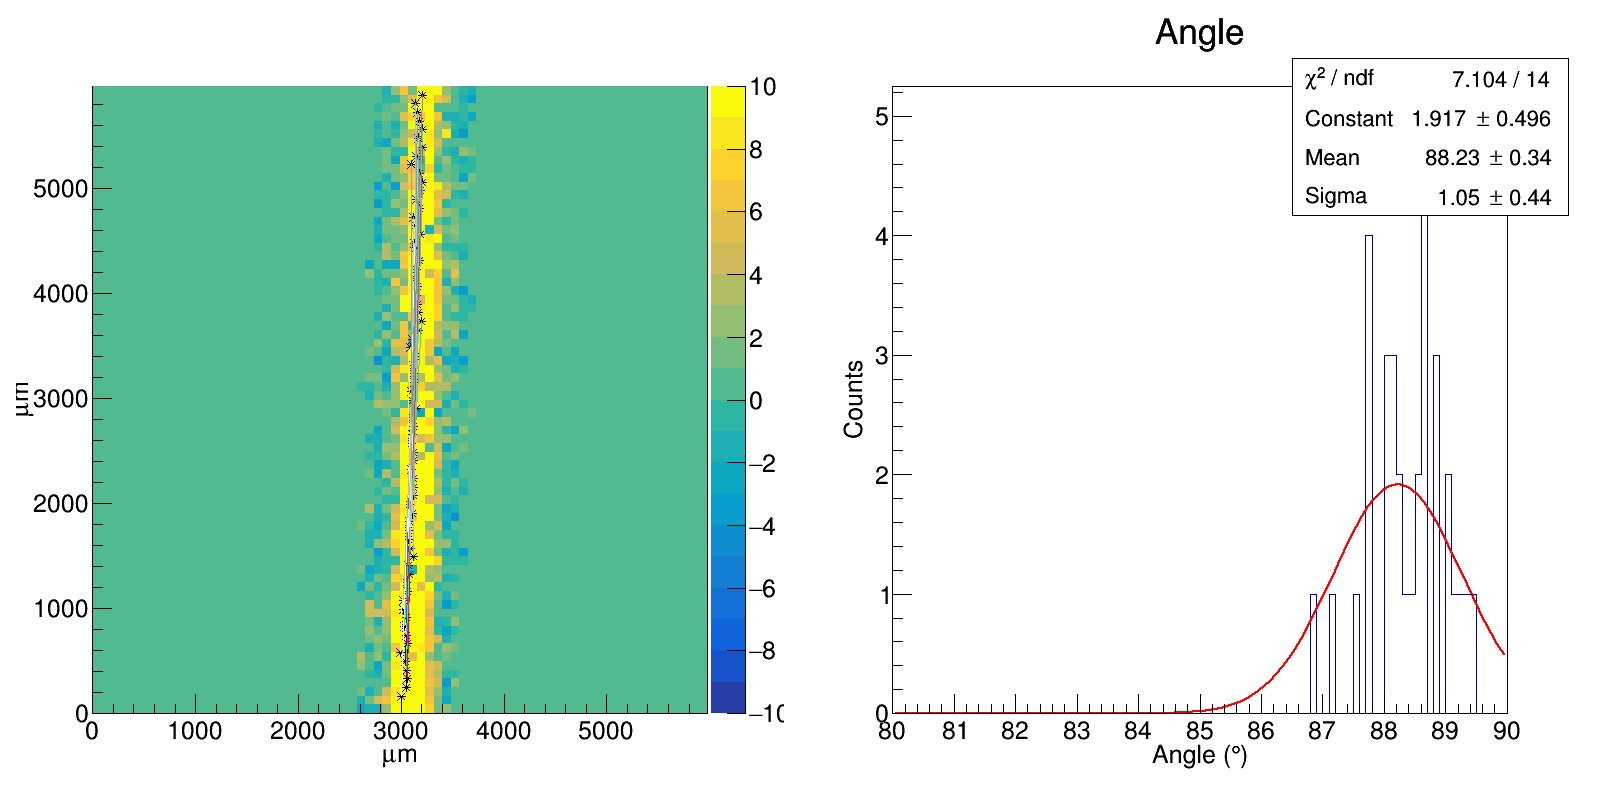 Angle
χ² / ndf 7.104 / 14
Constant 1.917 ± 0.496
Mean 88.23 ± 0.34
Sigma 1.05 ± 0.44
10
8
6
4
2
0
−2
−4
−6
−8
−10
5000
4000
3000
2000
1000
0
μm
0 1000 2000 3000 4000 5000
μm
5
4
3
2
1
0
Counts
80 81 82 83 84 85 86 87 88 89 90
Angle (°)